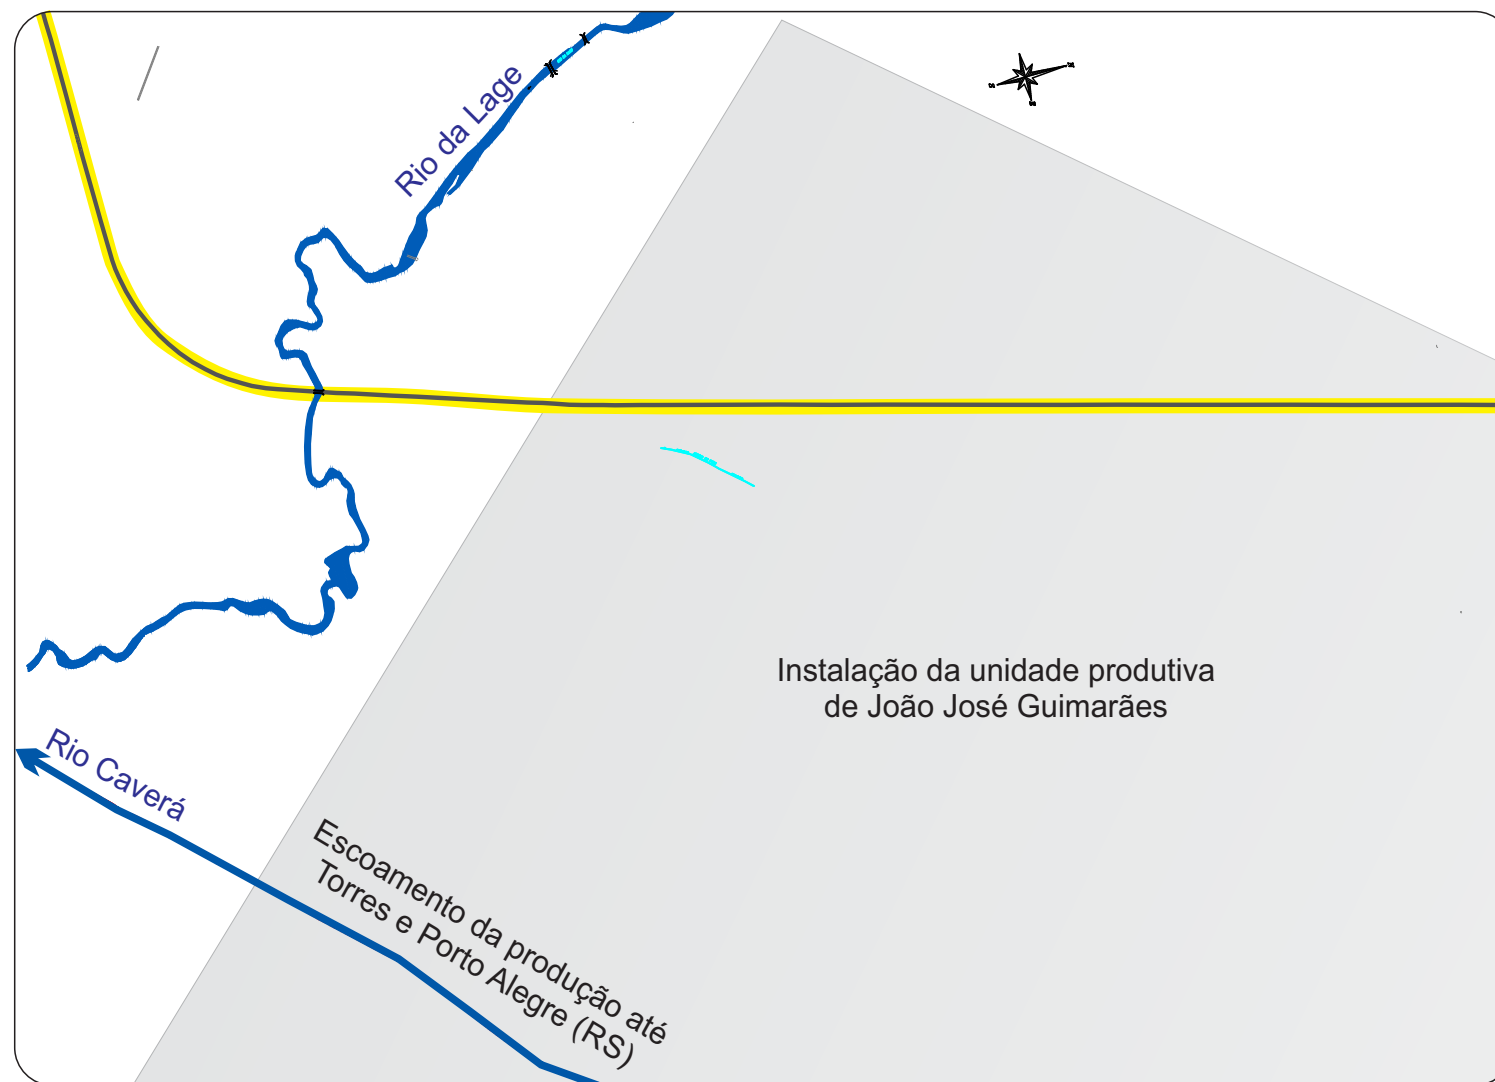 Rio da Lage
Instalação da unidade produtiva
de João José Guimarães
Rio Caverá
Escoamento da produção até
Torres e Porto Alegre (RS)